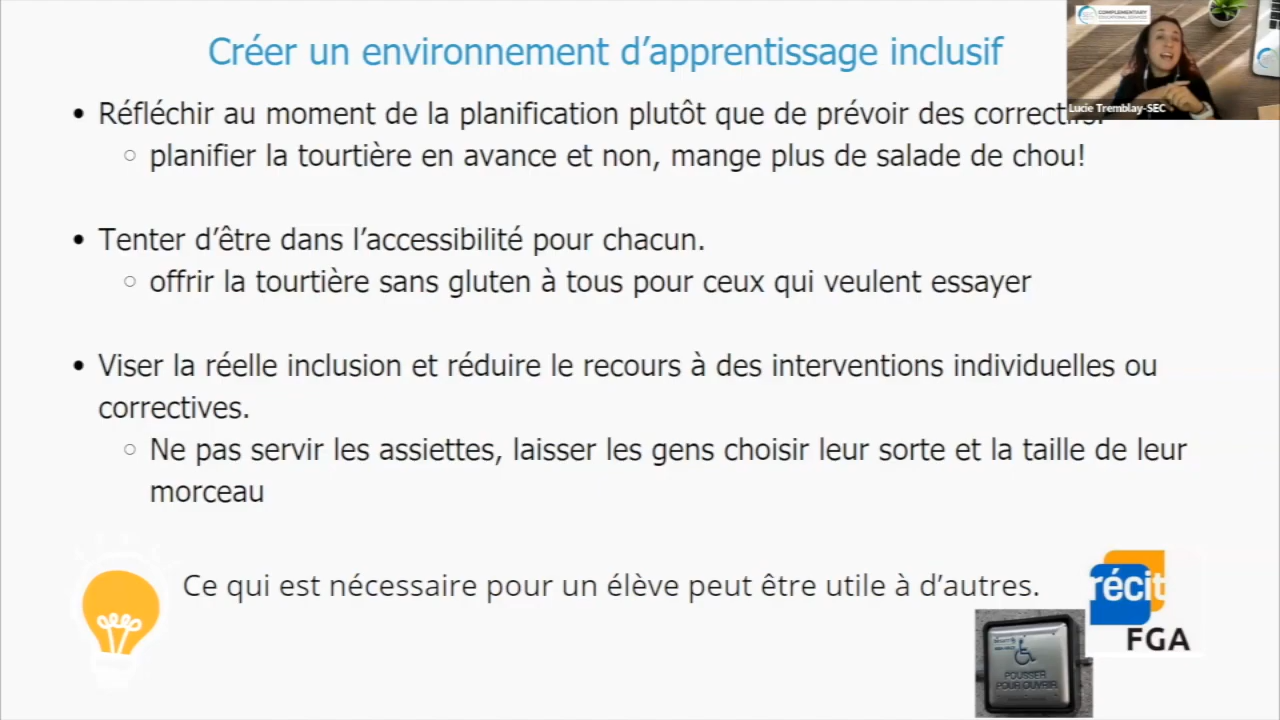 Créer un environnement d’apprentissage inclusif
COMPLEMENTARY
EDUCATIONAL SERVICES
Lucie Tremblay-SEC
• Réfléchir au moment de la planification plutôt que de prévoir des correctifs.
○ planifier la tourtière en avance et non, mange plus de salade de chou!
• Tenter d’être dans l’accessibilité pour chacun.
○ offrir la tourtière sans gluten à tous pour ceux qui veulent essayer
• Viser la réelle inclusion et réduire le recours à des interventions individuelles ou
correctives.
○ Ne pas servir les assiettes, laisser les gens choisir leur sorte et la taille de leur
morceau
Ce qui est nécessaire pour un élève peut être utile à d’autres.
récit
FGA
POUSSER
POUR OUVRIR